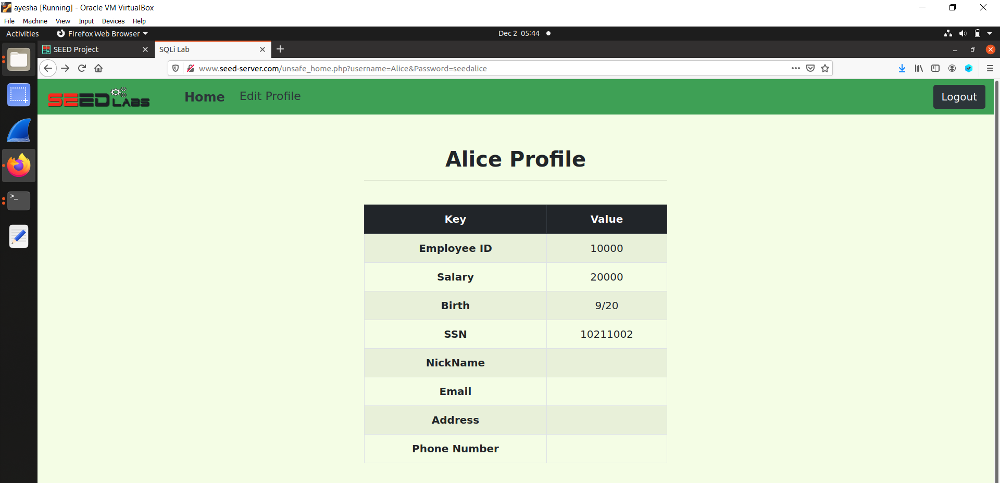 ayesha [Running] - Oracle VM VirtualBox
File Machine View Input Devices Help
Activities Firefox Web Browser Dec 2 05:44
SEED Project SQLi Lab
www.seed-server.com/unsafe_home.php?username=Alice&Password=seedalice
SEED LABS Home Edit Profile Logout
Alice Profile
Key Value
Employee ID 10000
Salary 20000
Birth 9/20
SSN 10211002
NickName
Email
Address
Phone Number